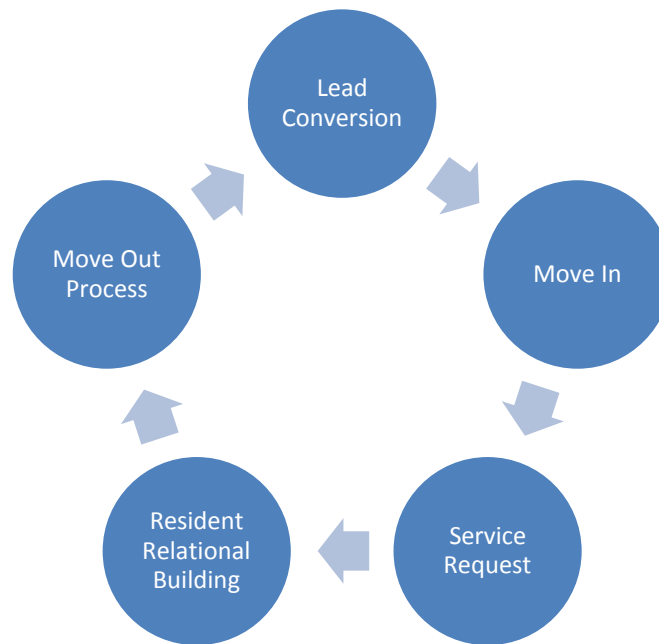 Lead
Conversion
Move In
Service
Request
Resident
Relational
Building
Move Out
Process